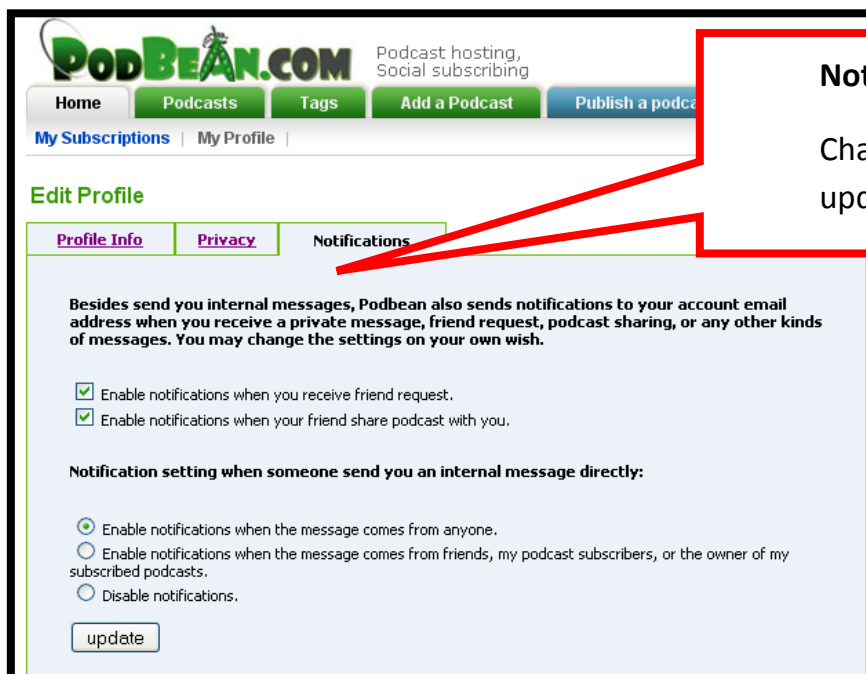 PODBEAN.COM
Podcast hosting,
Social subscribing
Home Podcasts Tags Add a Podcast Publish a
My Subscriptions | My Profile |
Edit Profile
Profile Info Privacy Notifications
Besides send you internal messages, Podbean also sends notifications to your account email
address when you receive a private message, friend request, podcast sharing, or any other kinds
of messages. You may change the settings on your own wish.
Enable notifications when you receive friend request.
Enable notifications when your friend share podcast with you.
Notification setting when someone send you an internal message directly:
Enable notifications when the message comes from anyone.
Enable notifications when the message comes from friends, my podcast subscribers, or the owner of my
subscribed podcasts.
Disable notifications.
update